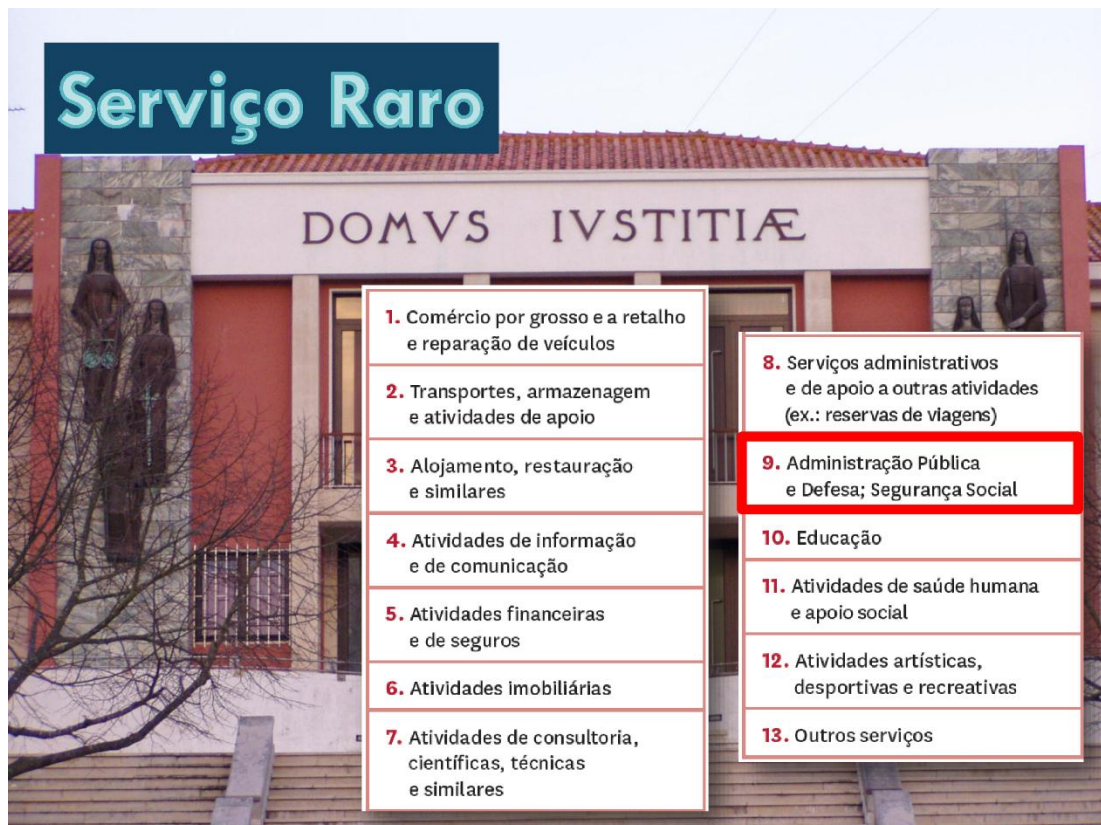 Serviço Raro
DOMVS IVSTITIÆ
1. Comércio por grosso e a retalho
e reparação de veículos
2. Transportes, armazenagem
e atividades de apoio
3. Alojamento, restauração
e similares
4. Atividades de informação
e de comunicação
5. Atividades financeiras
e de seguros
6. Atividades imobiliárias
7. Atividades de consultoria,
científicas, técnicas
e similares
8. Serviços administrativos
e de apoio a outras atividades
(ex.: reservas de viagens)
9. Administração Pública
e Defesa; Segurança Social
10. Educação
11. Atividades de saúde humana
e apoio social
12. Atividades artísticas,
desportivas e recreativas
13. Outros serviços